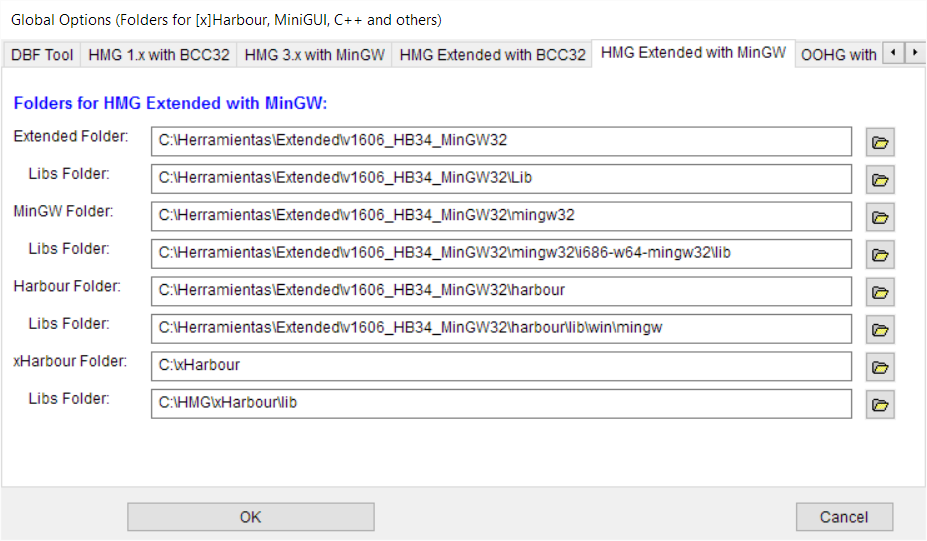 Global Options (Folders for [x]Harbour, MiniGUI, C++ and others)
DBF Tool HMG 1.x with BCC32 HMG 3.x with MinGW HMG Extended with BCC32 HMG Extended with MinGW OOHG with
Folders for HMG Extended with MinGW:
Extended Folder: C:\Herramientas\Extended\v1606_HB34_MinGW32
Libs Folder: C:\Herramientas\Extended\v1606_HB34_MinGW32\Lib
MinGW Folder: C:\Herramientas\Extended\v1606_HB34_MinGW32\mingw32
Libs Folder: C:\Herramientas\Extended\v1606_HB34_MinGW32\mingw32\i686-w64-mingw32\lib
Harbour Folder: C:\Herramientas\Extended\v1606_HB34_MinGW32\harbour
Libs Folder: C:\Herramientas\Extended\v1606_HB34_MinGW32\harbour\lib\win\mingw
xHarbour Folder: C:\xHarbour
Libs Folder: C:\HMG\xHarbour\lib
OK Cancel